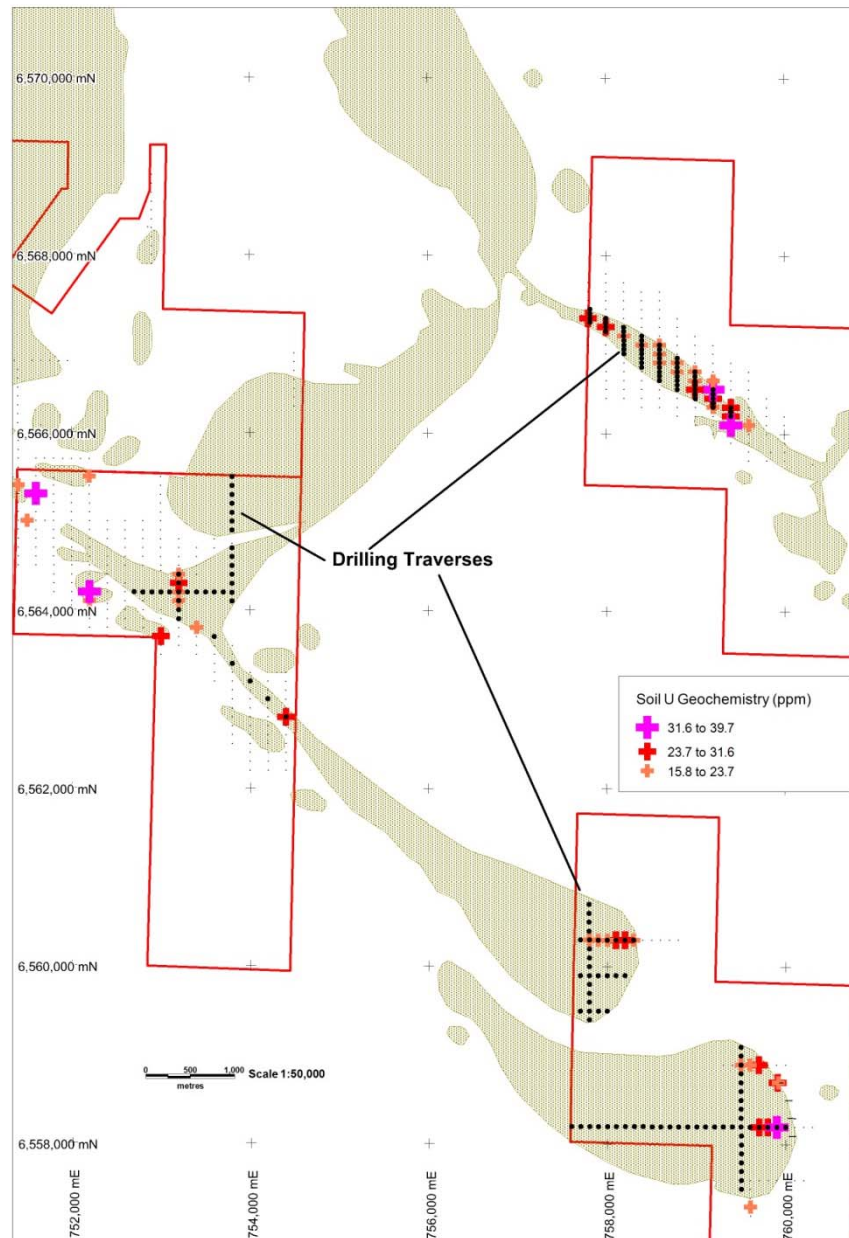 6,570,000 mN
6,568,000 mN
6,566,000 mN
Drilling Traverses
6,564,000 mN
Soil U Geochemistry (ppm)
31.6 to 39.7
23.7 to 31.6
15.8 to 23.7
6,562,000 mN
6,560,000 mN
0 500 1,000 Scale 1:50,000
metres
6,558,000 mN
752,000 mE
754,000 mE
756,000 mE
758,000 mE
760,000 mE